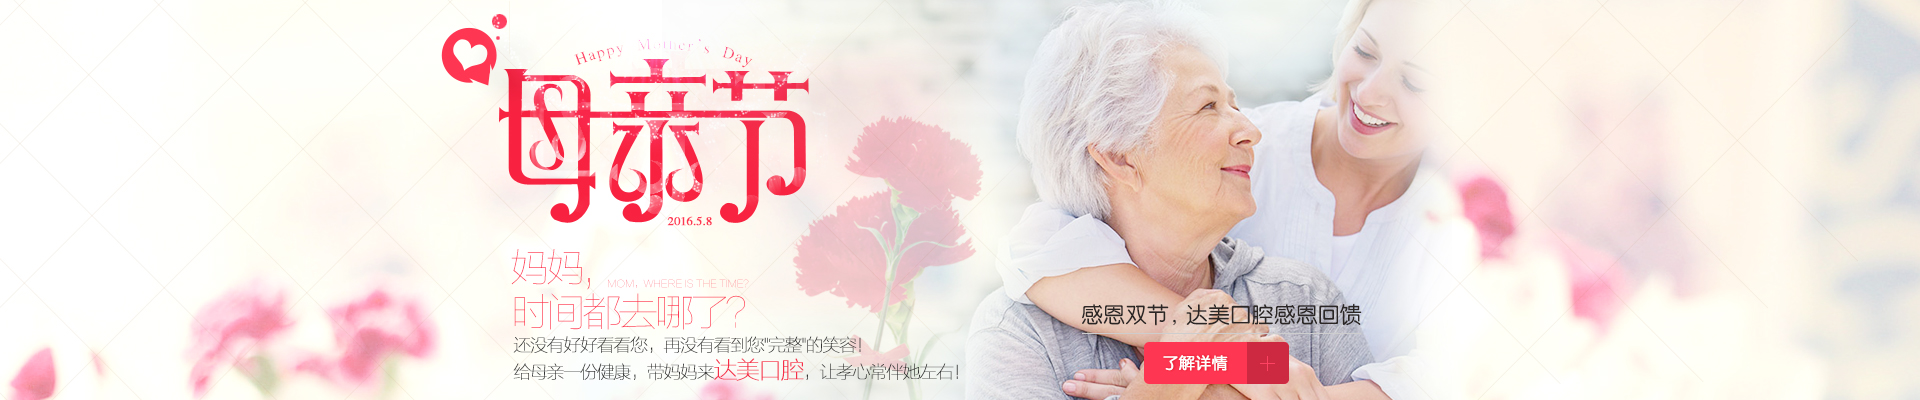 Happy Mother's Day
母亲节
2016.5.8
妈妈，
MOM，WHERE IS THE TIME?
时间都去哪了?
还没有好好看看您，再没有看到您"完整"的笑容!
给母亲一份健康，带妈妈来达美口腔，让孝心常伴她左右!
感恩双节，达美口腔感恩回馈
了解详情